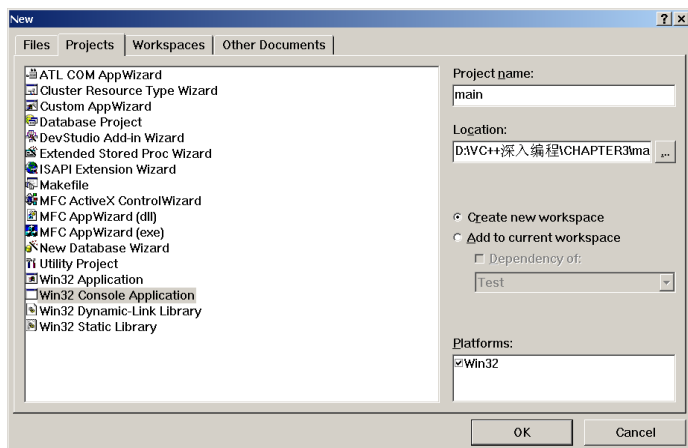 New
Files Projects Workspaces Other Documents
ATL COM AppWizard
Cluster Resource Type Wizard
Custom AppWizard
Database Project
DevStudio Add-in Wizard
Extended Stored Proc Wizard
ISAPI Extension Wizard
Makefile
MFC ActiveX ControlWizard
MFC AppWizard (dll)
MFC AppWizard (exe)
New Database Wizard
Utility Project
Win32 Application
Win32 Console Application
Win32 Dynamic-Link Library
Win32 Static Library
Project name:
main
Location:
D:\VC++深入编程\CHAPTER3\ma
...
Create new workspace
Add to current workspace
Dependency of:
Test
Platforms:
Win32
OK Cancel